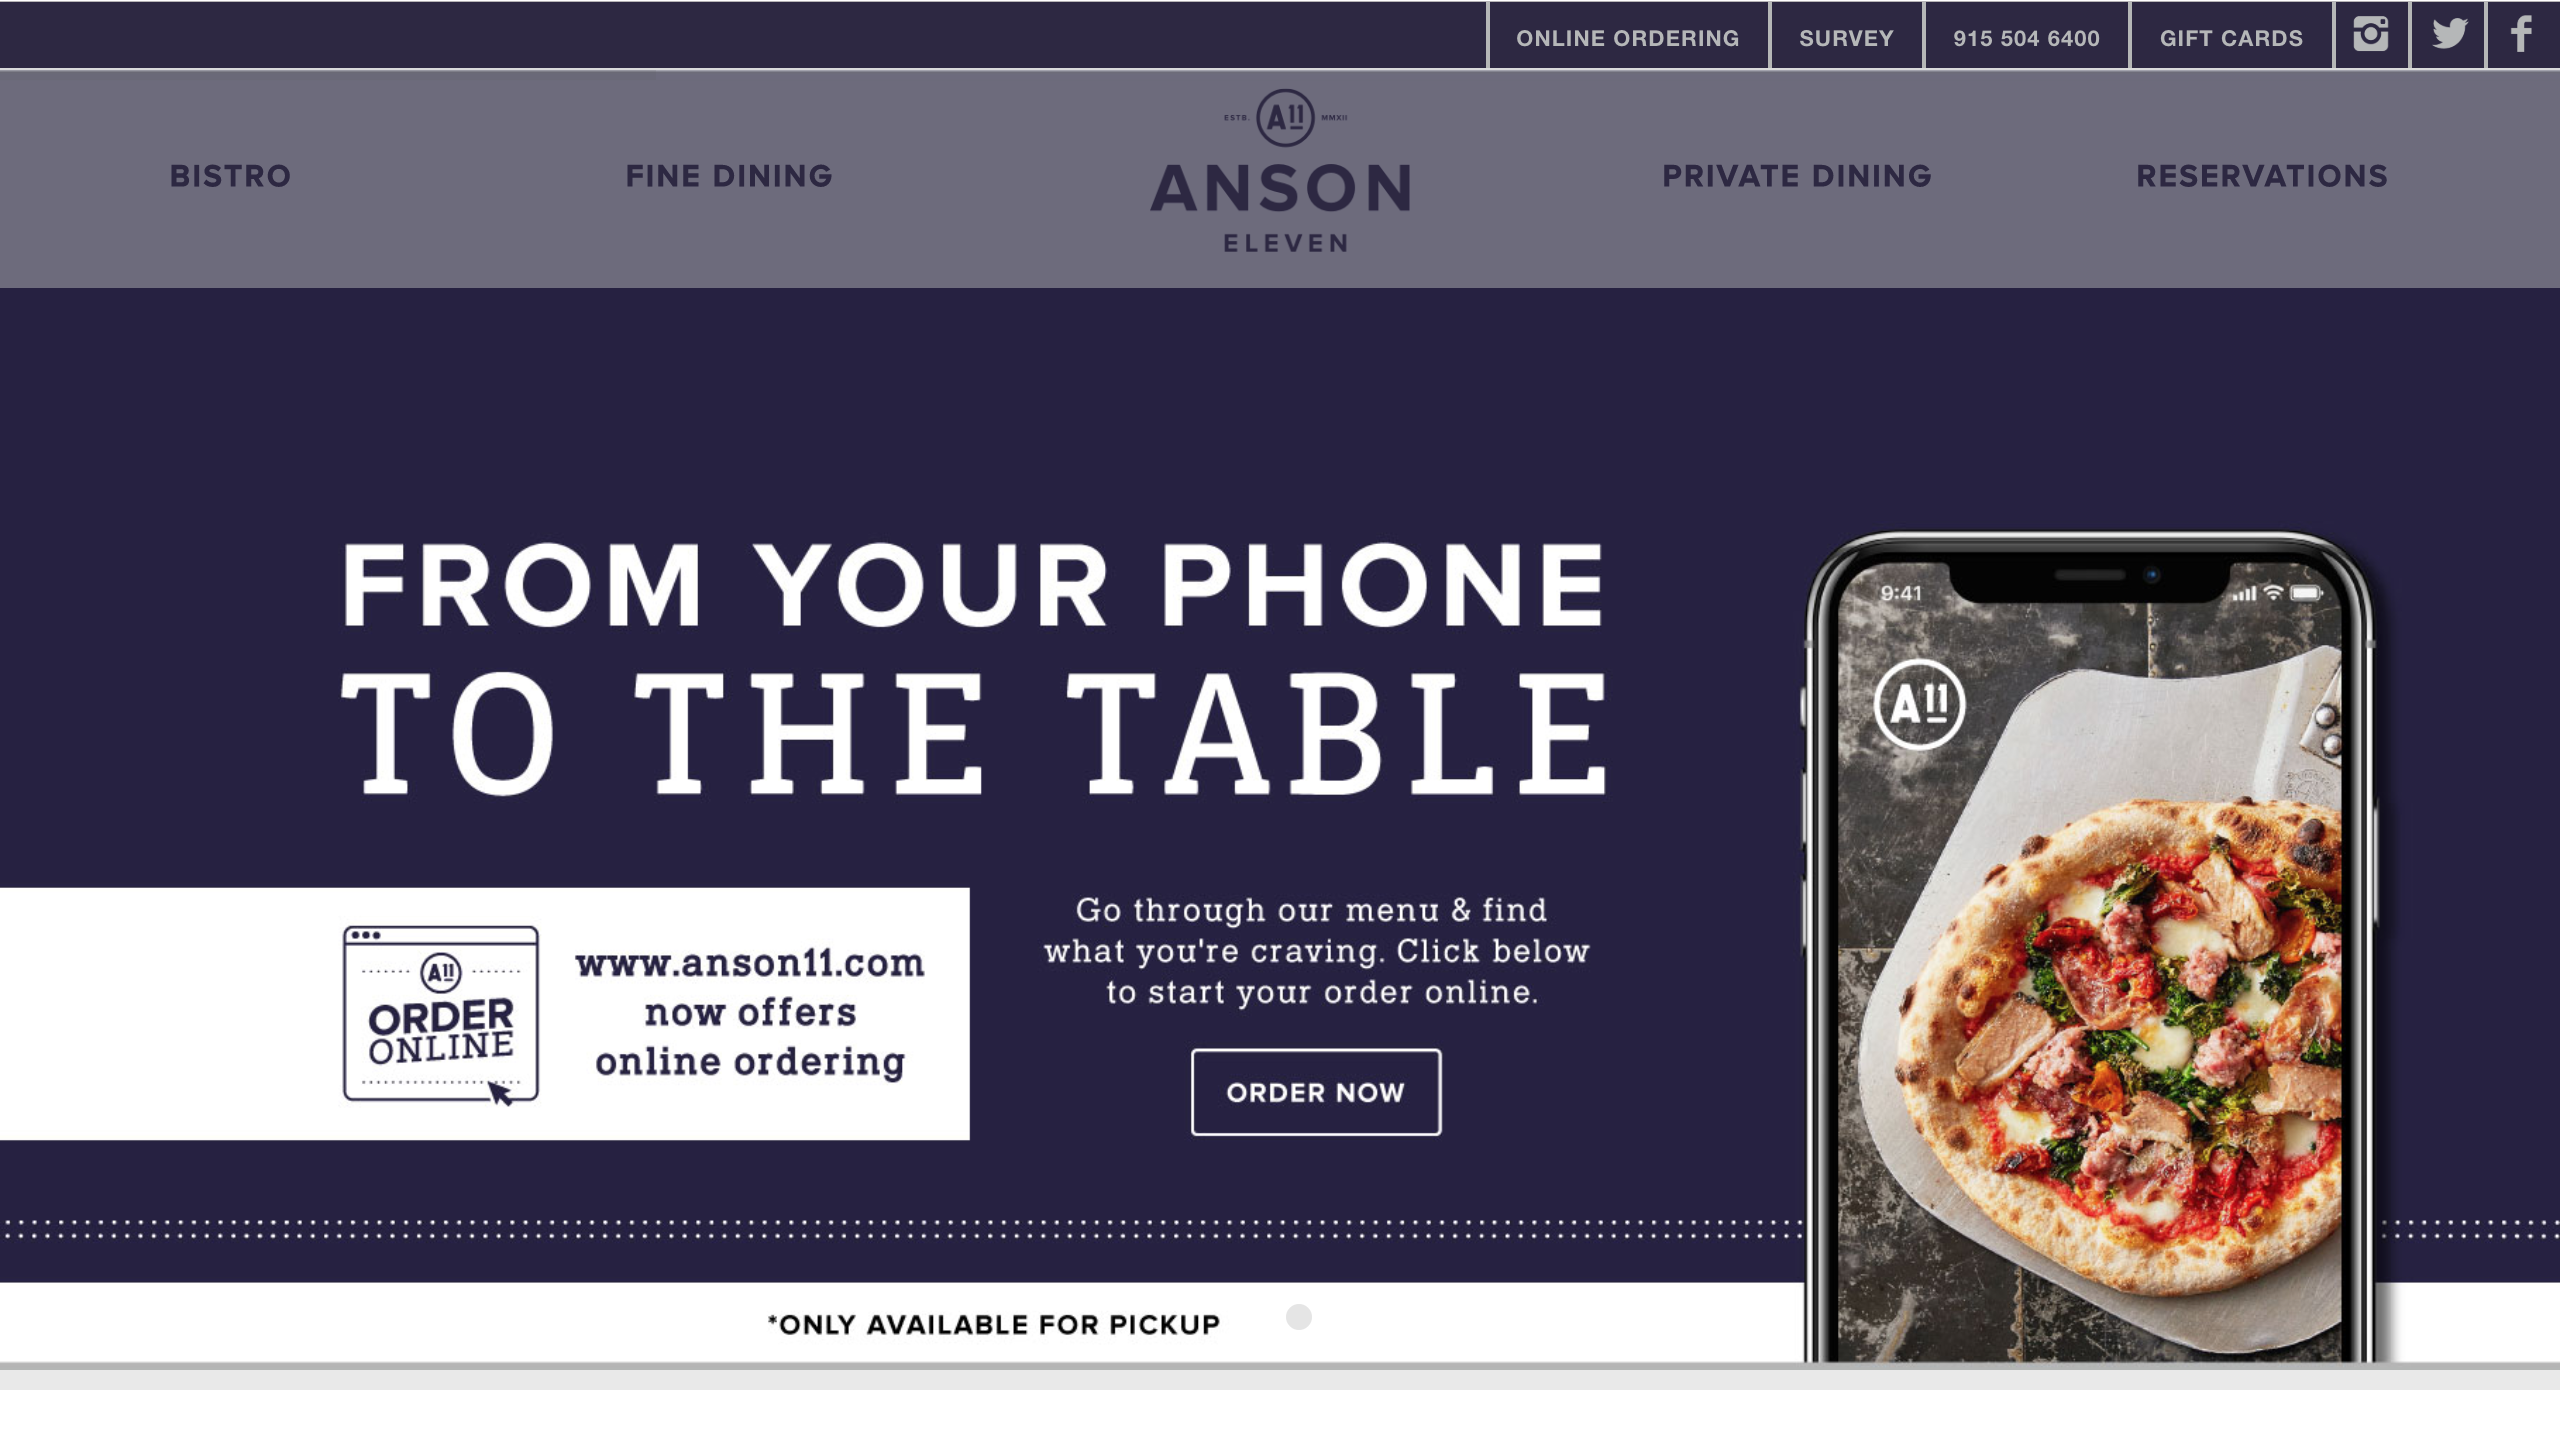 ONLINE ORDERING
SURVEY
915 504 6400
GIFT CARDS
BISTRO
FINE DINING
ESTB. A11 MMXII
ANSON
ELEVEN
PRIVATE DINING
RESERVATIONS
FROM YOUR PHONE
TO THE TABLE
A11
ORDER
ONLINE
www.anson11.com
now offers
online ordering
Go through our menu & find
what you're craving. Click below
to start your order online.
ORDER NOW
9:41
A11
*ONLY AVAILABLE FOR PICKUP